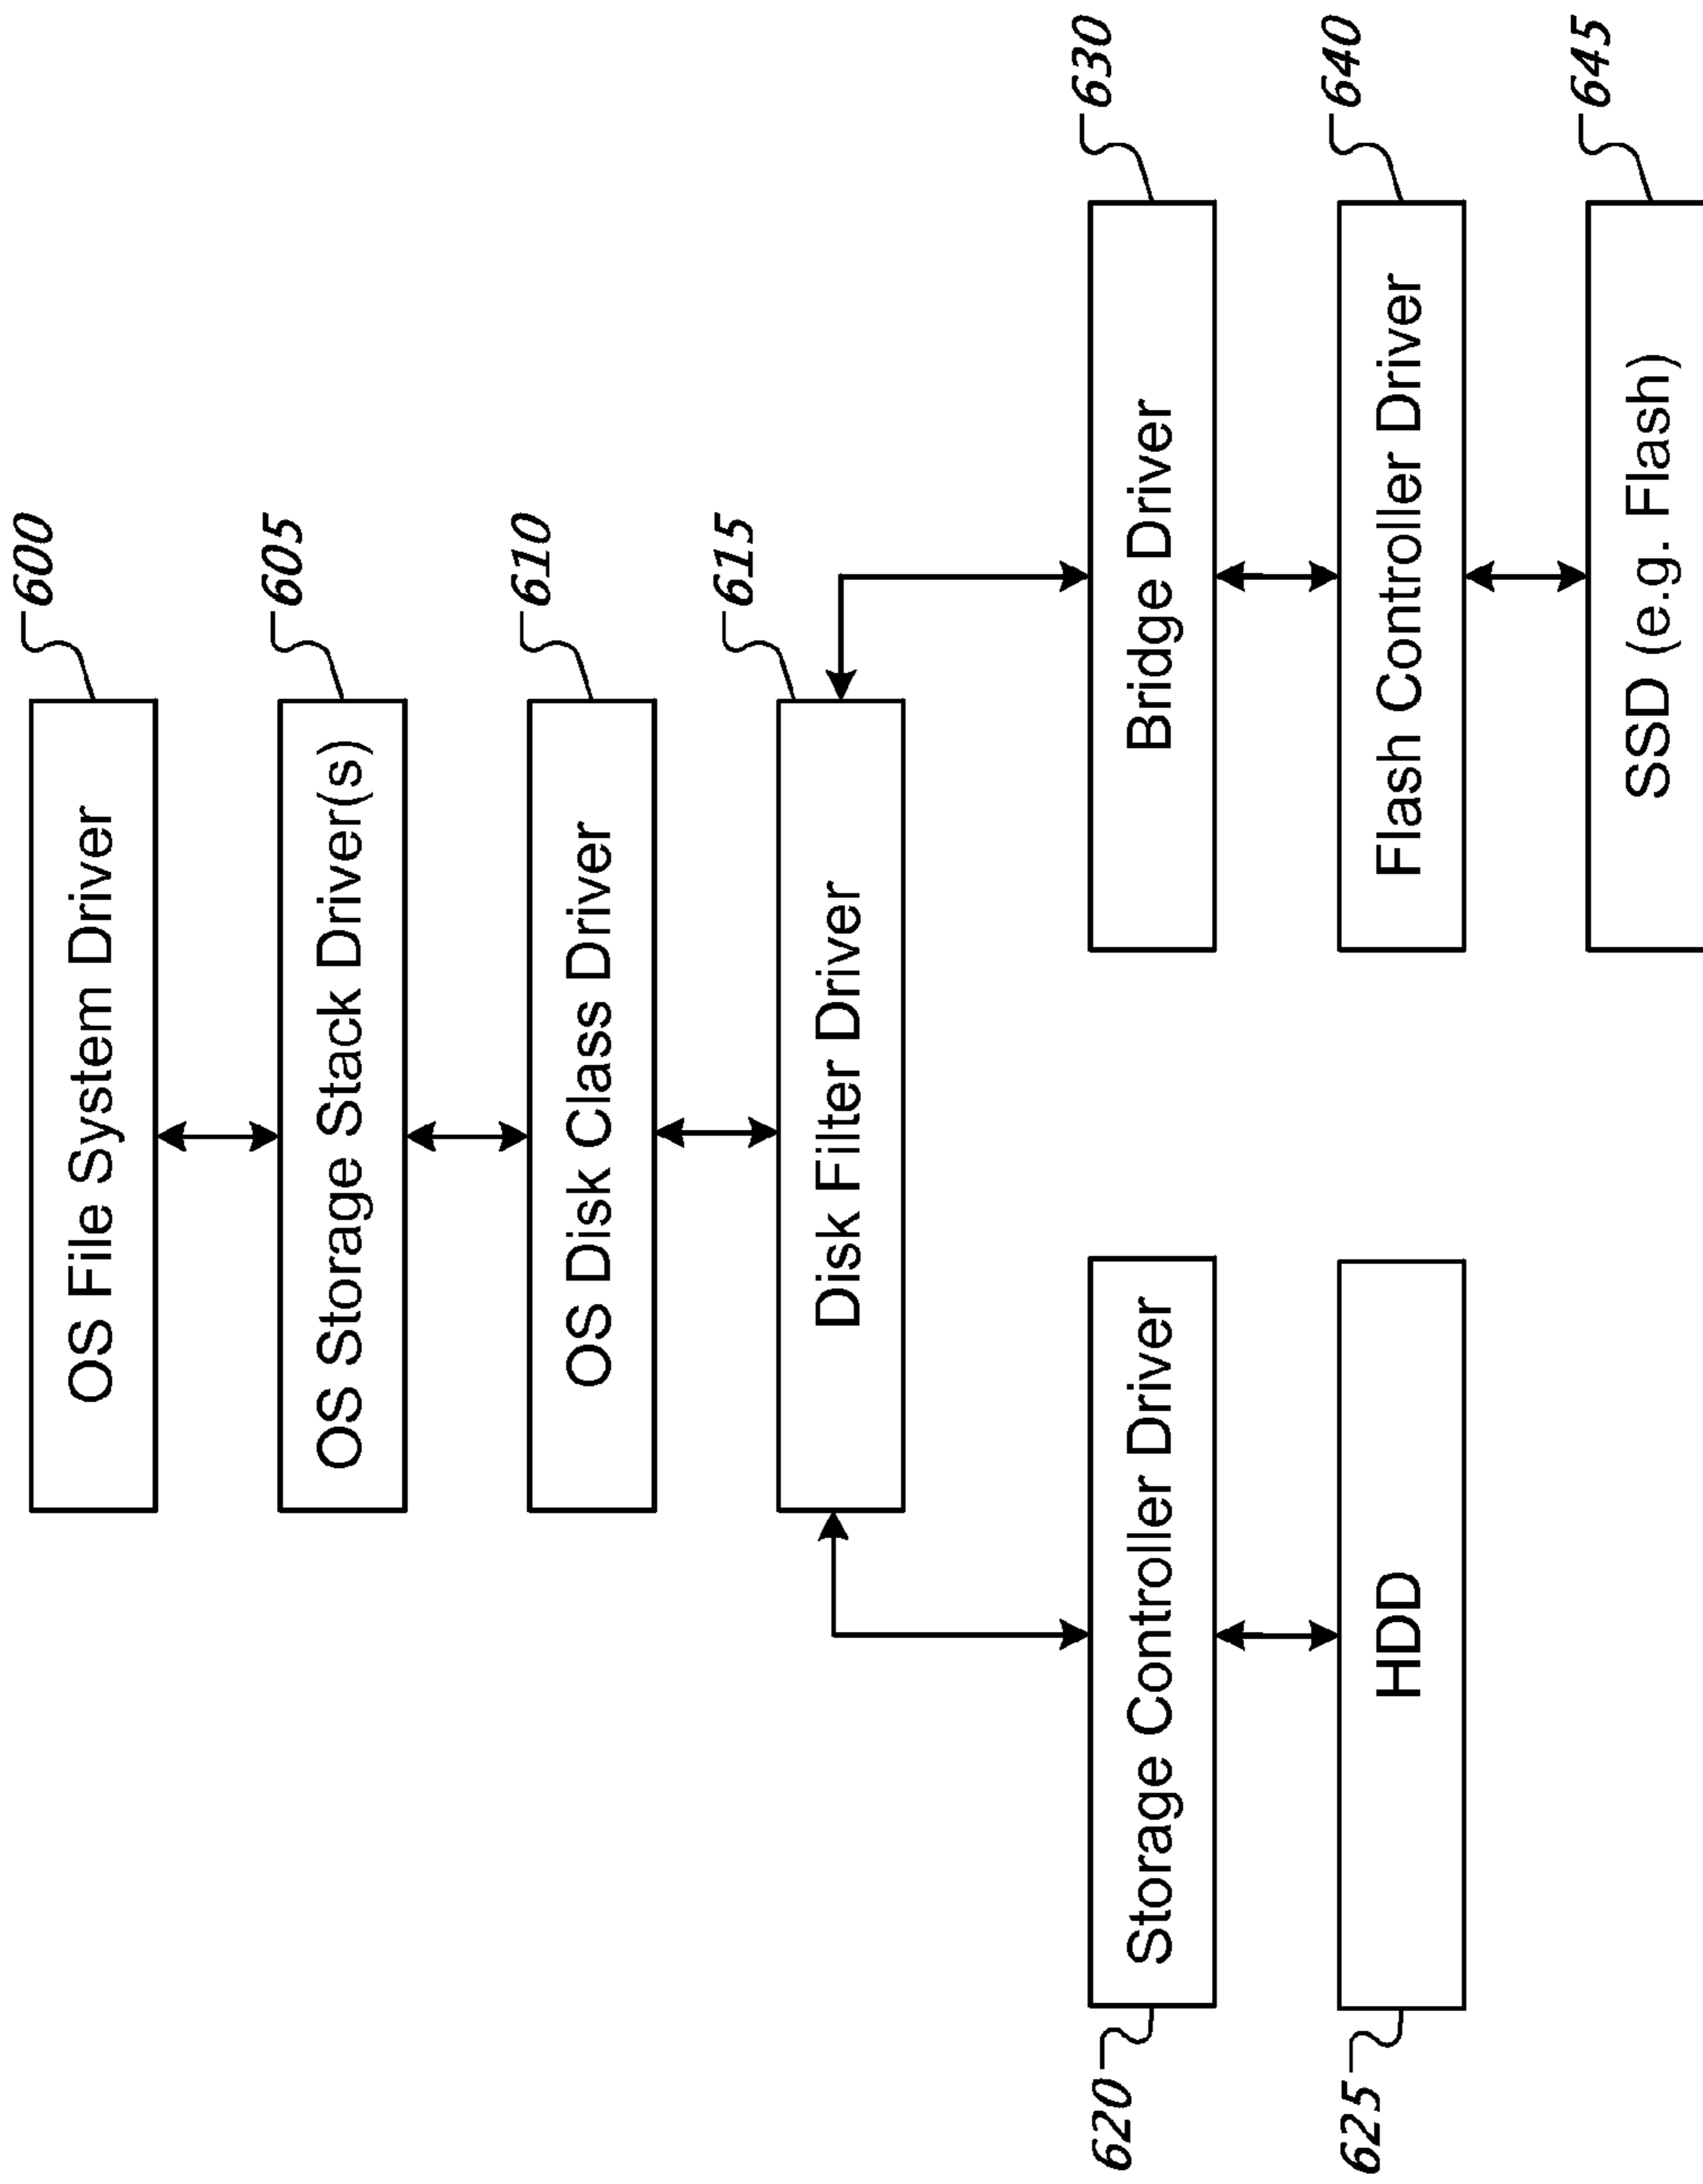 600
OS File System Driver
605
OS Storage Stack Driver(s)
610
OS Disk Class Driver
615
Disk Filter Driver
620
Storage Controller Driver
625
HDD
630
Bridge Driver
640
Flash Controller Driver
645
SSD (e.g. Flash)